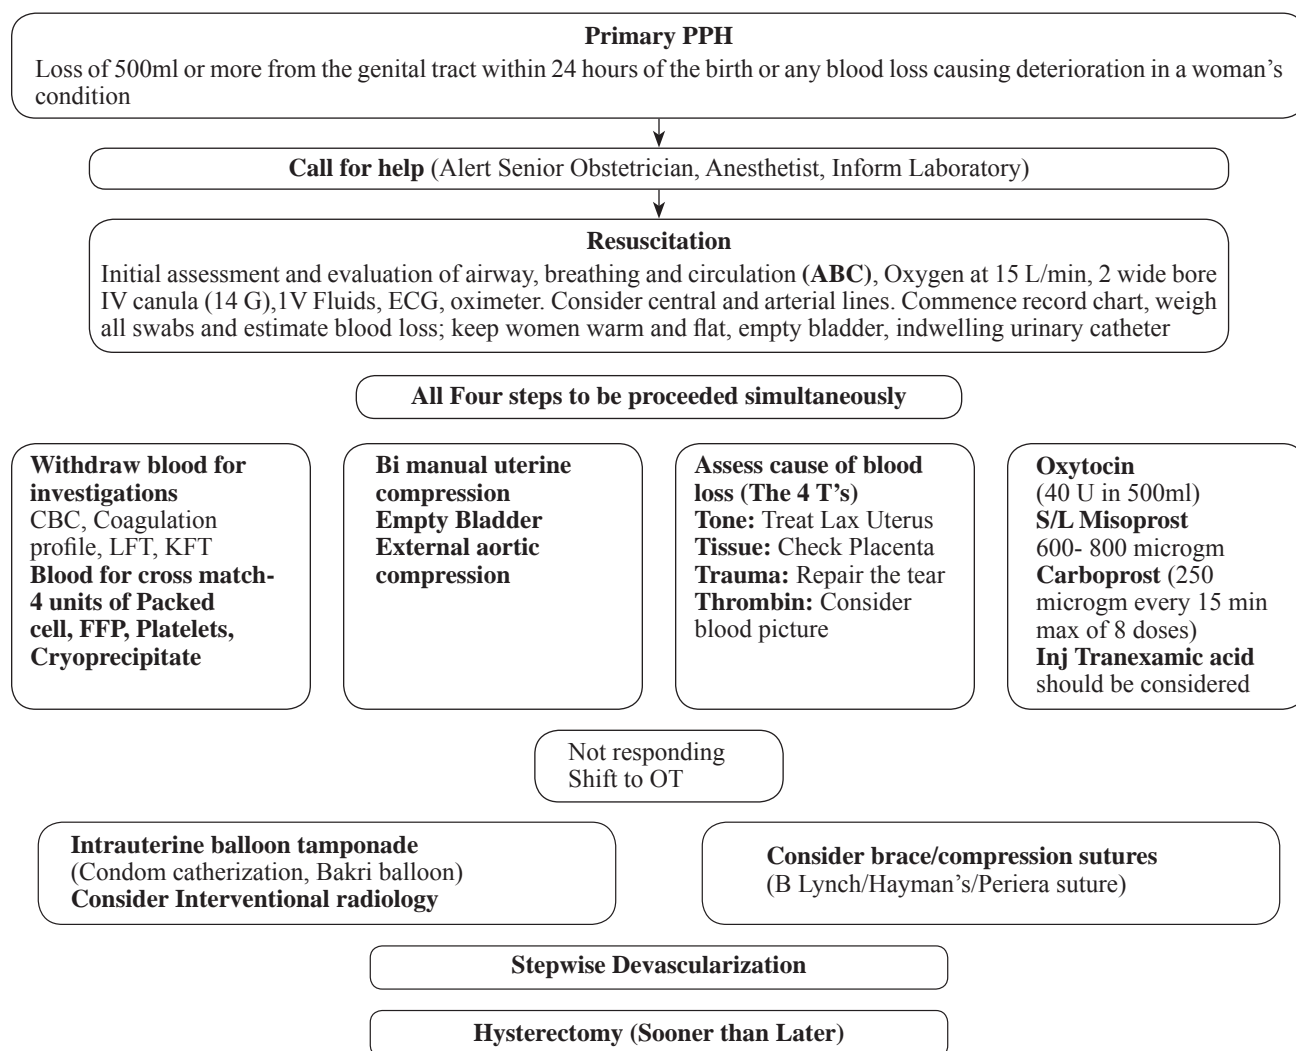 Primary PPH
Loss of 500ml or more from the genital tract within 24 hours of the birth or any blood loss causing deterioration in a woman's
condition
Call for help (Alert Senior Obstetrician, Anesthetist, Inform Laboratory)
Resuscitation
Initial assessment and evaluation of airway, breathing and circulation (ABC), Oxygen at 15 L/min, 2 wide bore
IV canula (14 G),1V Fluids, ECG, oximeter. Consider central and arterial lines. Commence record chart, weigh
all swabs and estimate blood loss; keep women warm and flat, empty bladder, indwelling urinary catheter
All Four steps to be proceeded simultaneously
Withdraw blood for
investigations
CBC, Coagulation
profile, LFT, KFT
Blood for cross match-
4 units of Packed
cell, FFP, Platelets,
Cryoprecipitate
Bi manual uterine
compression
Empty Bladder
External aortic
compression
Assess cause of blood
loss (The 4 T's)
Tone: Treat Lax Uterus
Tissue: Check Placenta
Trauma: Repair the tear
Thrombin: Consider
blood picture
Oxytocin
(40 U in 500ml)
S/L Misoprost
600- 800 microgm
Carboprost (250
microgm every 15 min
max of 8 doses)
Inj Tranexamic acid
should be considered
Not responding
Shift to OT
Intrauterine balloon tamponade
(Condom catherization, Bakri balloon)
Consider Interventional radiology
Consider brace/compression sutures
(B Lynch/Hayman's/Periera suture)
Stepwise Devascularization
Hysterectomy (Sooner than Later)